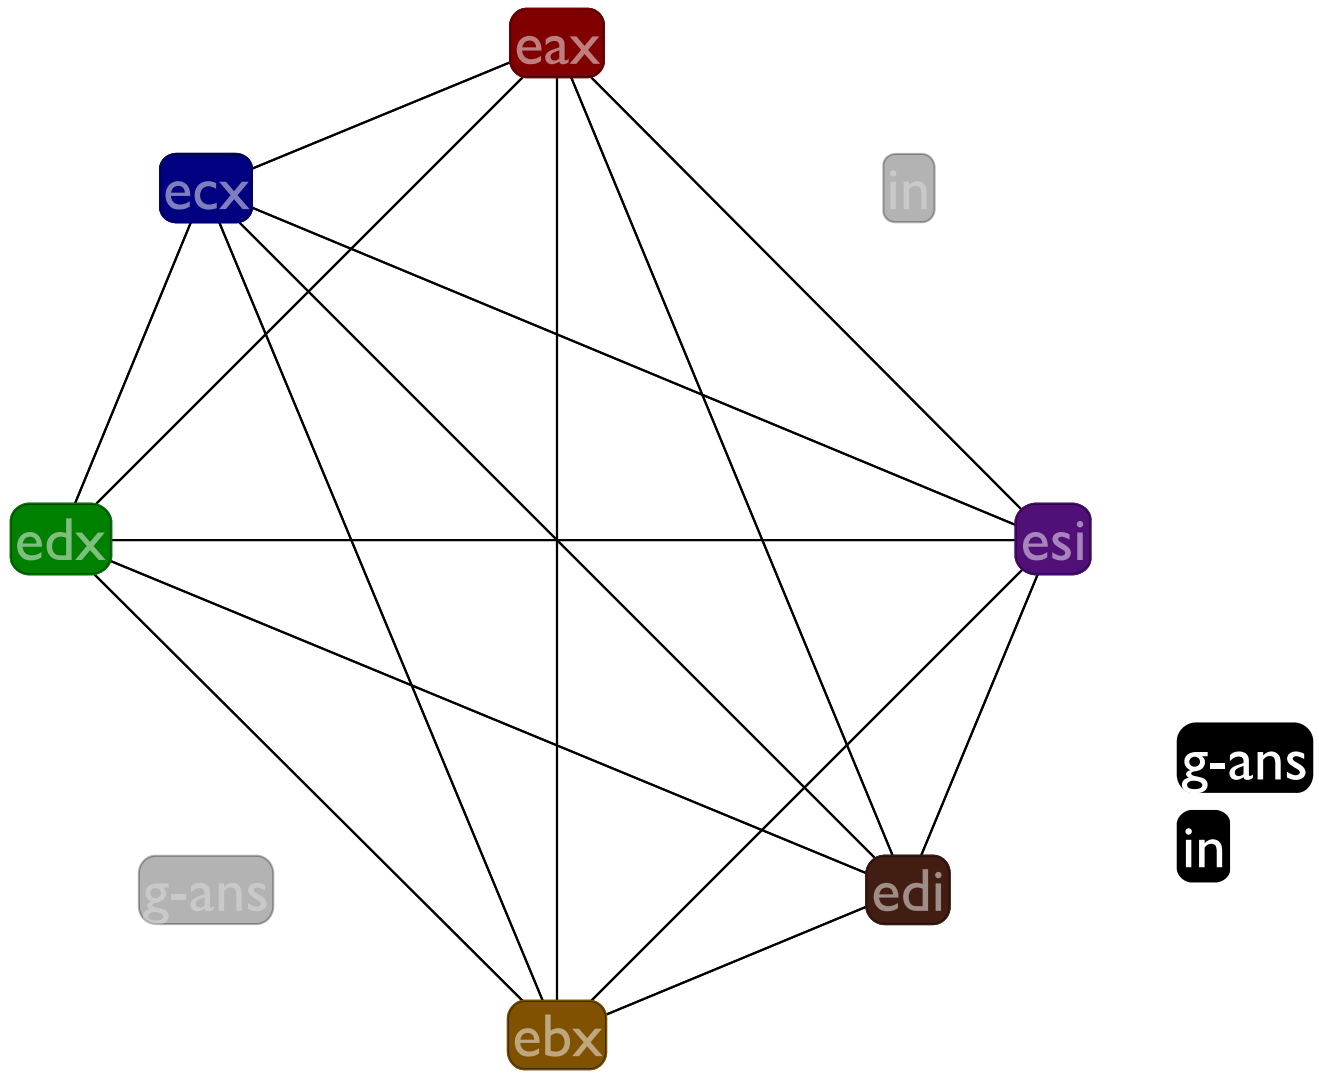 eax
ecx
in
edx
esi
g-ans
in
g-ans
edi
ebx